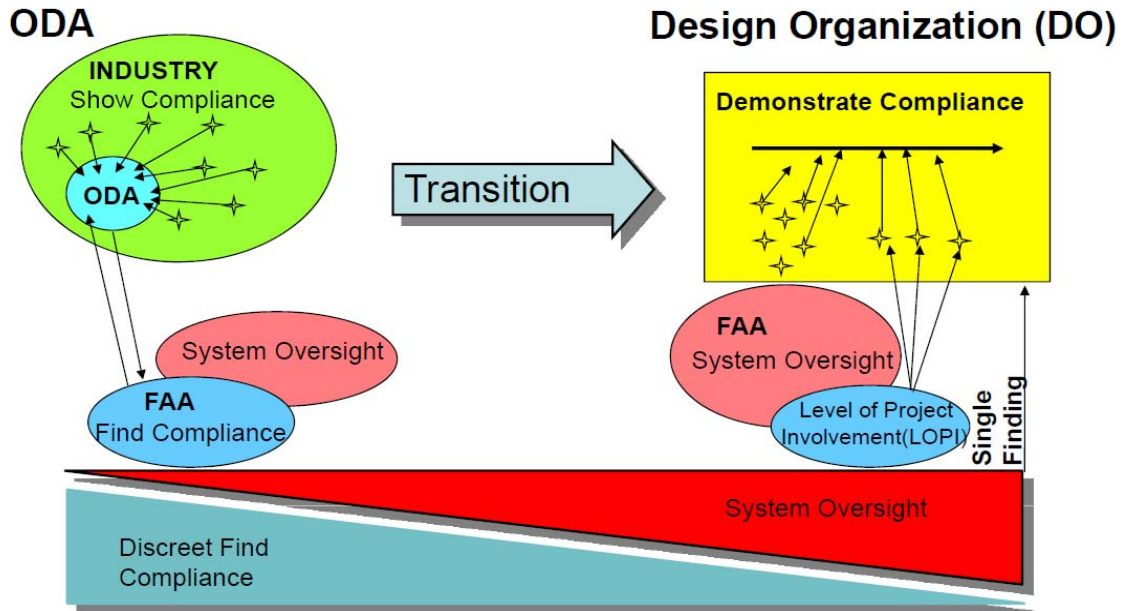 ODA
Design Organization (DO)
INDUSTRY
Show Compliance
ODA
Transition
Demonstrate Compliance
System Oversight
FAA
Find Compliance
FAA
System Oversight
Level of Project
Involvement(LOPI)
Single
Finding
System Oversight
Discreet Find
Compliance